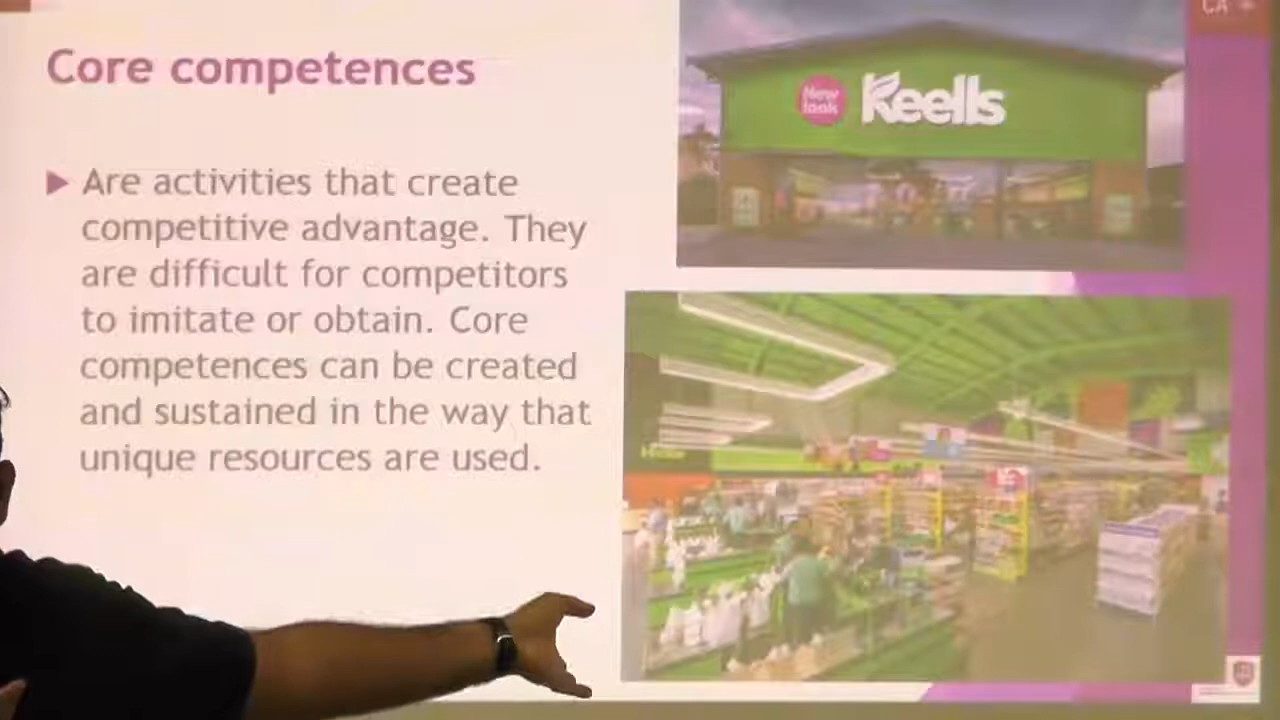 CA
Core competences
New
look
Keells
Are activities that create
competitive advantage. They
are difficult for competitors
to imitate or obtain. Core
competences can be created
and sustained in the way that
unique resources are used.